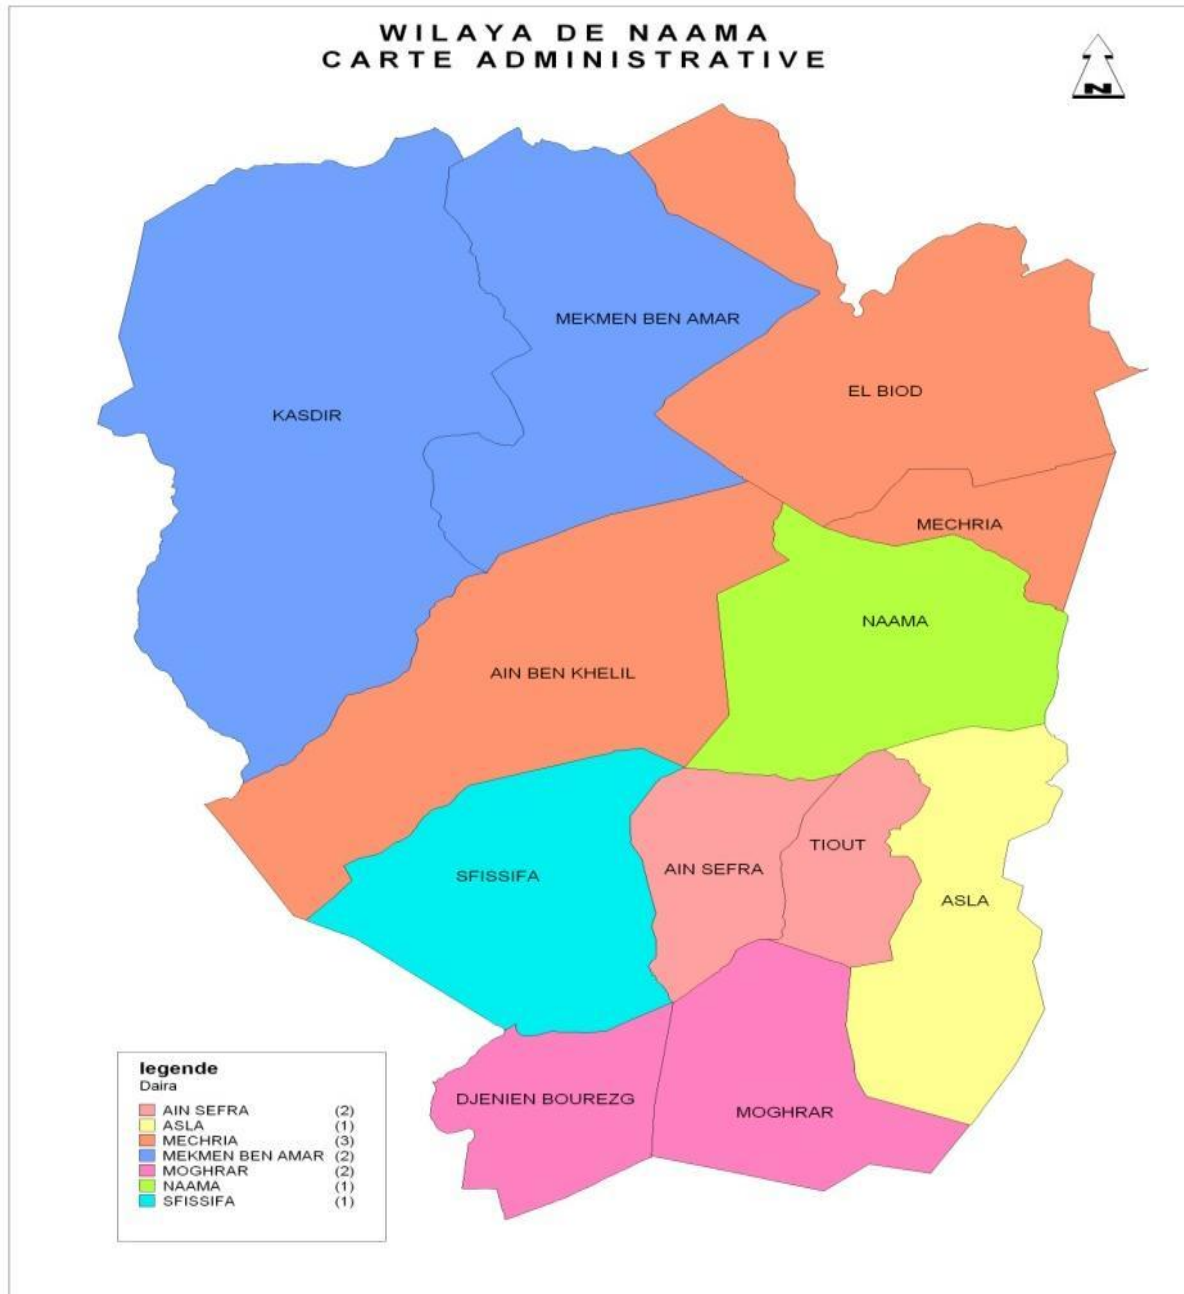 WILAYA DE NAAMA
CARTE ADMINISTRATIVE
N
MEKMEN BEN AMAR
EL BIOD
KASDIR
MECHRIA
NAAMA
AIN BEN KHELIL
TIOUT
AIN SEFRA
SFISSIFA
ASLA
DJENIEN BOUREZG
MOGHRAR
legende
Daira
AIN SEFRA (2)
ASLA (1)
MECHRIA (3)
MEKMEN BEN AMAR (2)
MOGHRAR (2)
NAAMA (1)
SFISSIFA (1)